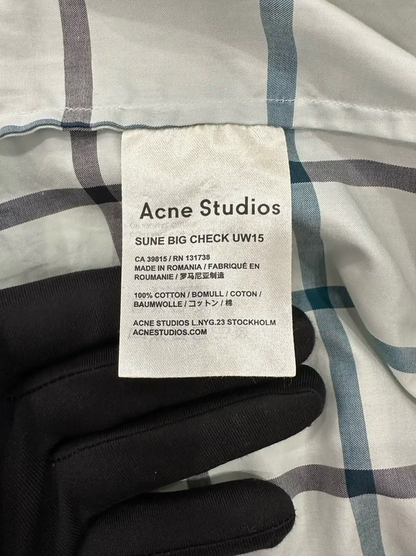 Acne Studios
SUNE BIG CHECK UW15
CA 39815 / RN 131738
MADE IN ROMANIA / FABRIQUÉ EN
ROUMANIE / 罗马尼亚制造
100% COTTON / BOMULL / COTON /
BAUMWOLLE / コットン / 棉
ACNE STUDIOS L.NYG.23 STOCKHOLM
ACNESTUDIOS.COM